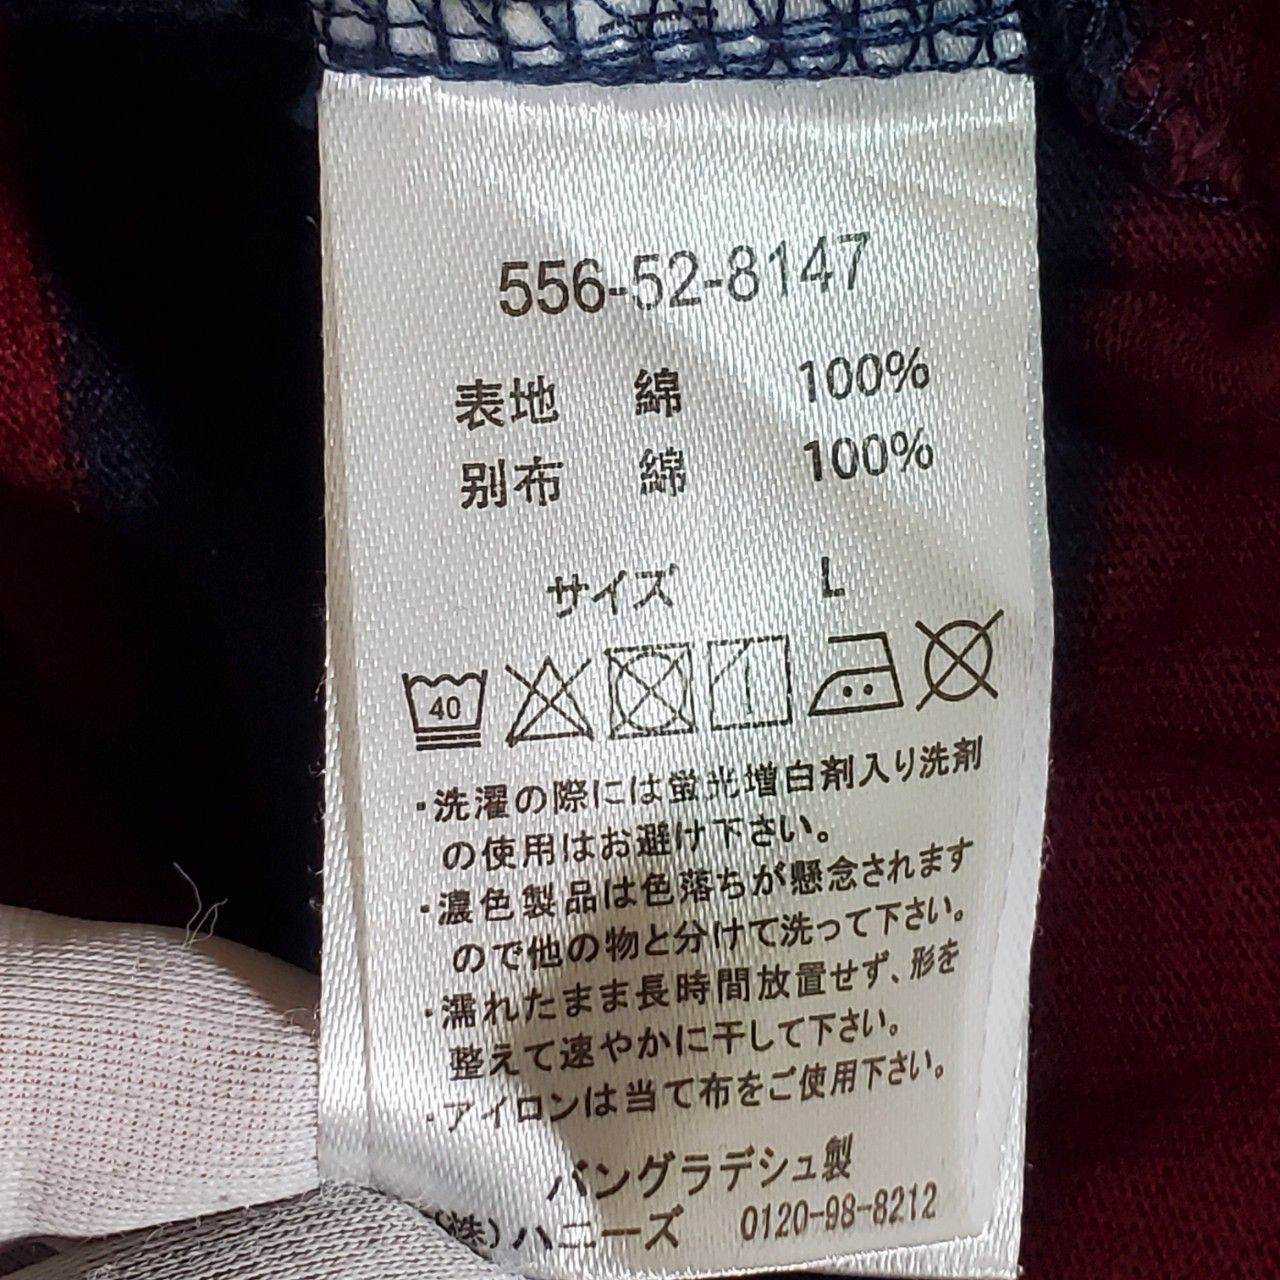 556-52-8147
表地 綿 100%
別布 綿 100%
サイズ L
40
・洗濯の際には蛍光増白剤入り洗剤
の使用はお避け下さい。
・濃色製品は色落ちが懸念されます
ので他の物と分けて洗って下さい。
・濡れたまま長時間放置せず、形を
整えて速やかに干して下さい。
・アイロンは当て布をご使用下さい。
バングラデシュ製
(株)ハニーズ 0120-98-8212